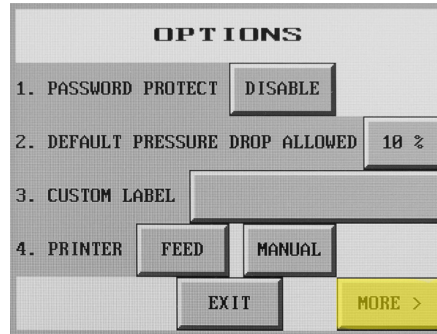 OPTIONS
1. PASSWORD PROTECT DISABLE
2. DEFAULT PRESSURE DROP ALLOWED 10 %
3. CUSTOM LABEL
4. PRINTER FEED MANUAL
EXIT MORE >